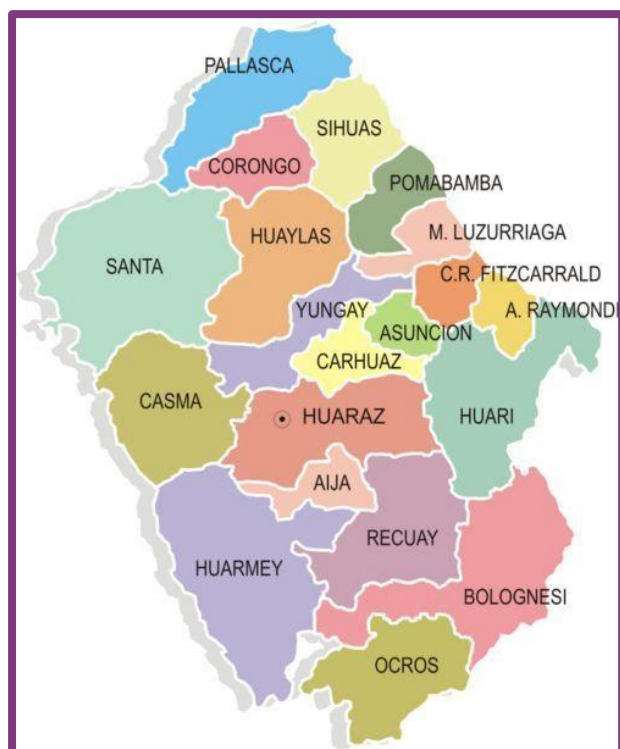 PALLASCA
SIHUAS
CORONGO
POMABAMBA
M. LUZURRIAGA
HUAYLAS
SANTA
C.R. FITZCARRALD
YUNGAY
A. RAYMONDI
ASUNCION
CARHUAZ
CASMA
HUARAZ
HUARI
AIJA
RECUAY
HUARMEY
BOLOGNESI
OCROS